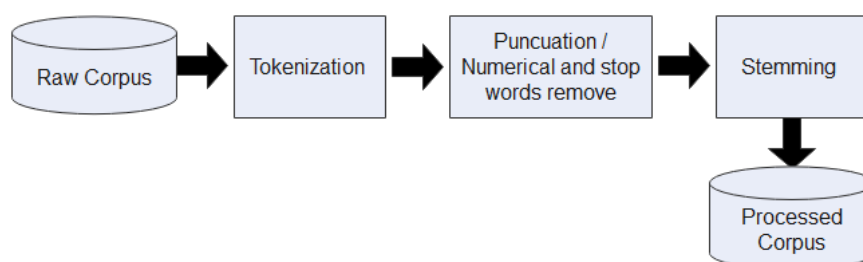 Raw Corpus
Tokenization
Puncuation /
Numerical and stop
words remove
Stemming
Processed
Corpus